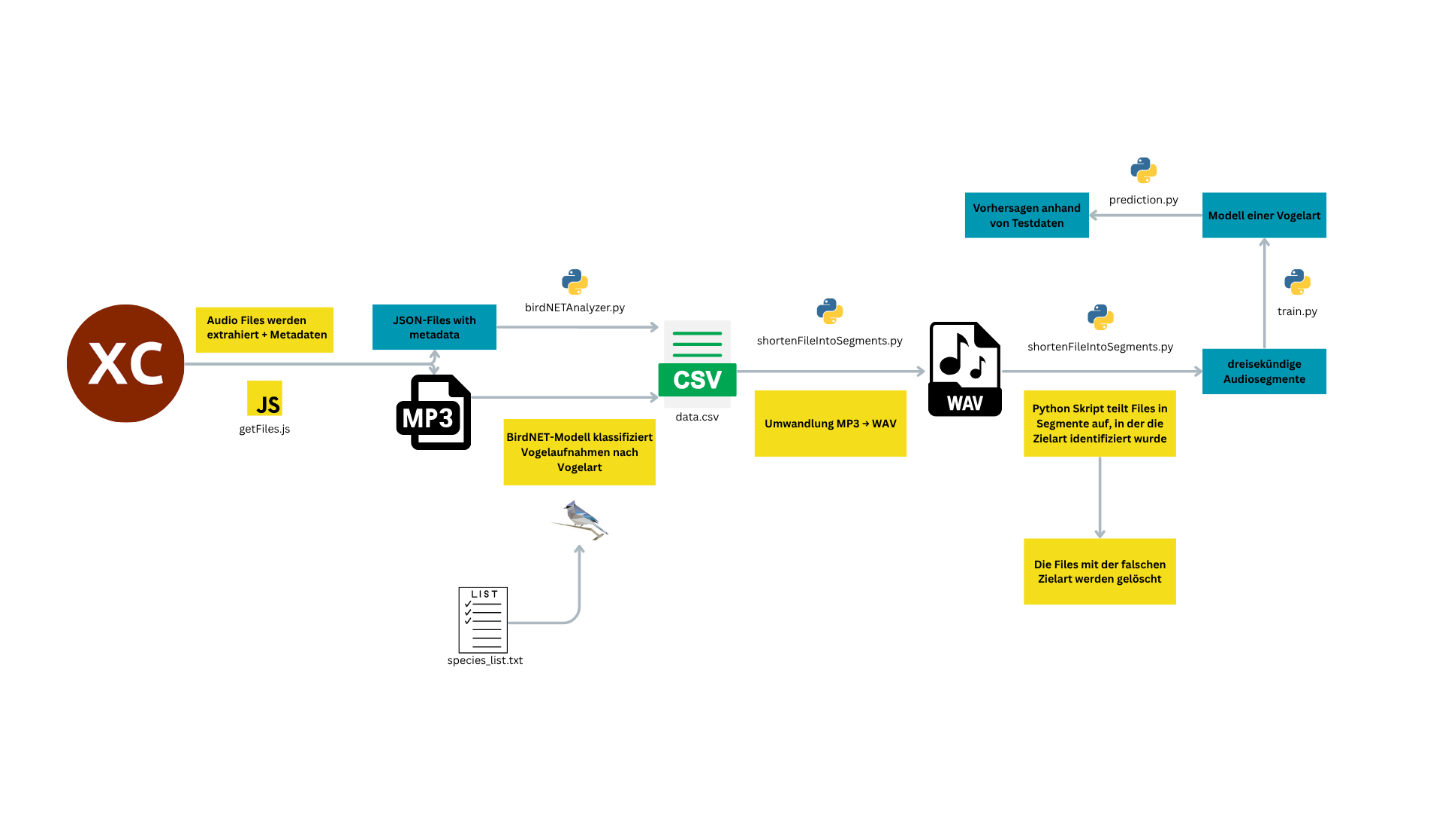 XC
Audio Files werden
extrahiert + Metadaten
JS
getFiles.js
JSON-Files with
metadata
MP3
birdNETAnalyzer.py
BirdNET-Modell klassifiziert
Vogelaufnahmen nach
Vogelart
LIST
species_list.txt
CSV
data.csv
shortenFileIntoSegments.py
Umwandlung MP3 → WAV
WAV
shortenFileIntoSegments.py
Python Skript teilt Files in
Segmente auf, in der die
Zielart identifiziert wurde
Die Files mit der falschen
Zielart werden gelöscht
dreisekündige
Audiosegmente
train.py
Modell einer Vogelart
prediction.py
Vorhersagen anhand
von Testdaten